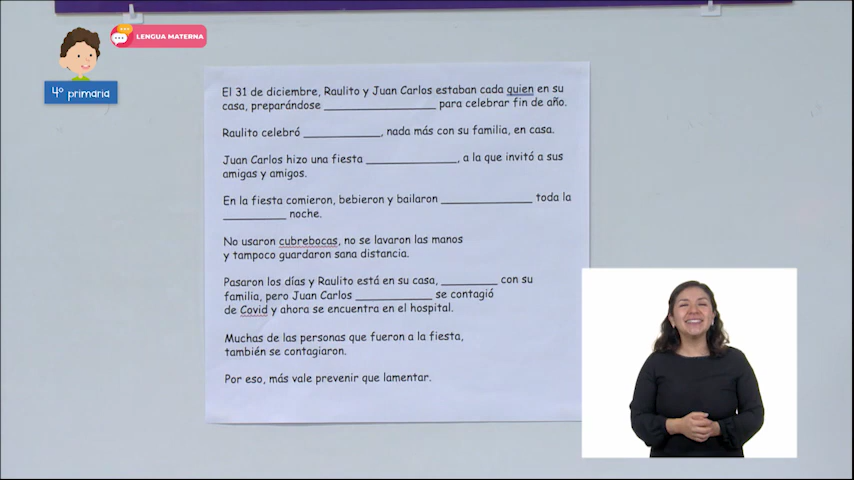 LENGUA MATERNA
4º primaria
El 31 de diciembre, Raulito y Juan Carlos estaban cada quien en su
casa, preparándose _________________ para celebrar fin de año.
Raulito celebró ____________, nada más con su familia, en casa.
Juan Carlos hizo una fiesta ______________, a la que invitó a sus
amigas y amigos.
En la fiesta comieron, bebieron y bailaron ______________ toda la
__________ noche.
No usaron cubrebocas, no se lavaron las manos
y tampoco guardaron sana distancia.
Pasaron los días y Raulito está en su casa, _________ con su
familia, pero Juan Carlos ____________ se contagió
de Covid y ahora se encuentra en el hospital.
Muchas de las personas que fueron a la fiesta,
también se contagiaron.
Por eso, más vale prevenir que lamentar.